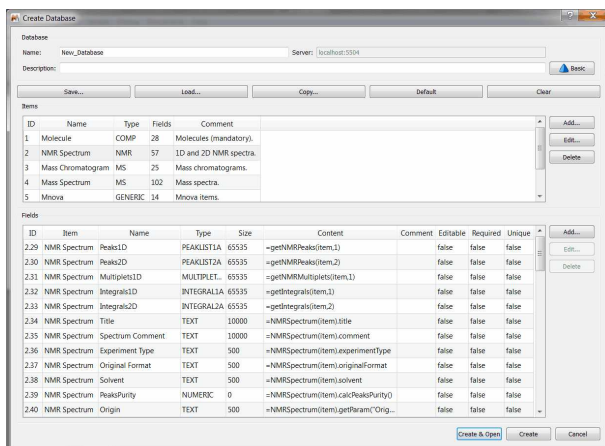 Create Database
Database
Name: New_Database Server: localhost:5504
Description: Basic
Save... Load... Copy... Default Clear
Items
ID Name Type Fields Comment Add...
1 Molecule COMP 28 Molecules (mandatory).
2 NMR Spectrum NMR 57 1D and 2D NMR spectra. Edit...
3 Mass Chromatogram MS 25 Mass chromatograms. Delete
4 Mass Spectrum MS 102 Mass spectra.
5 Mnova GENERIC 14 Mnova items.
Fields
ID Item Name Type Size Content Comment Editable Required Unique Add...
2.29 NMR Spectrum Peaks1D PEAKLIST1A 65535 =getNMRPeaks(item,1) false false false Edit...
2.30 NMR Spectrum Peaks2D PEAKLIST2A 65535 =getNMRPeaks(item,2) false false false Delete
2.31 NMR Spectrum Multiplets1D MULTIPLET... 65535 =getNMRMultiplets(item,1) false false false
2.32 NMR Spectrum Integrals1D INTEGRAL1A 65535 =getIntegrals(item,1) false false false
2.33 NMR Spectrum Integrals2D INTEGRAL2A 65535 =getIntegrals(item,2) false false false
2.34 NMR Spectrum Title TEXT 10000 =NMRSpectrum(item).title false false false
2.35 NMR Spectrum Spectrum Comment TEXT 10000 =NMRSpectrum(item).comment false false false
2.36 NMR Spectrum Experiment Type TEXT 500 =NMRSpectrum(item).experimentType false false false
2.37 NMR Spectrum Original Format TEXT 500 =NMRSpectrum(item).originalFormat false false false
2.38 NMR Spectrum Solvent TEXT 500 =NMRSpectrum(item).solvent false false false
2.39 NMR Spectrum PeaksPurity NUMERIC 0 =NMRSpectrum(item).calcPeaksPurity() false false false
2.40 NMR Spectrum Origin TEXT 500 =NMRSpectrum(item).getParam("Orig... false false false
Create & Open Create Cancel